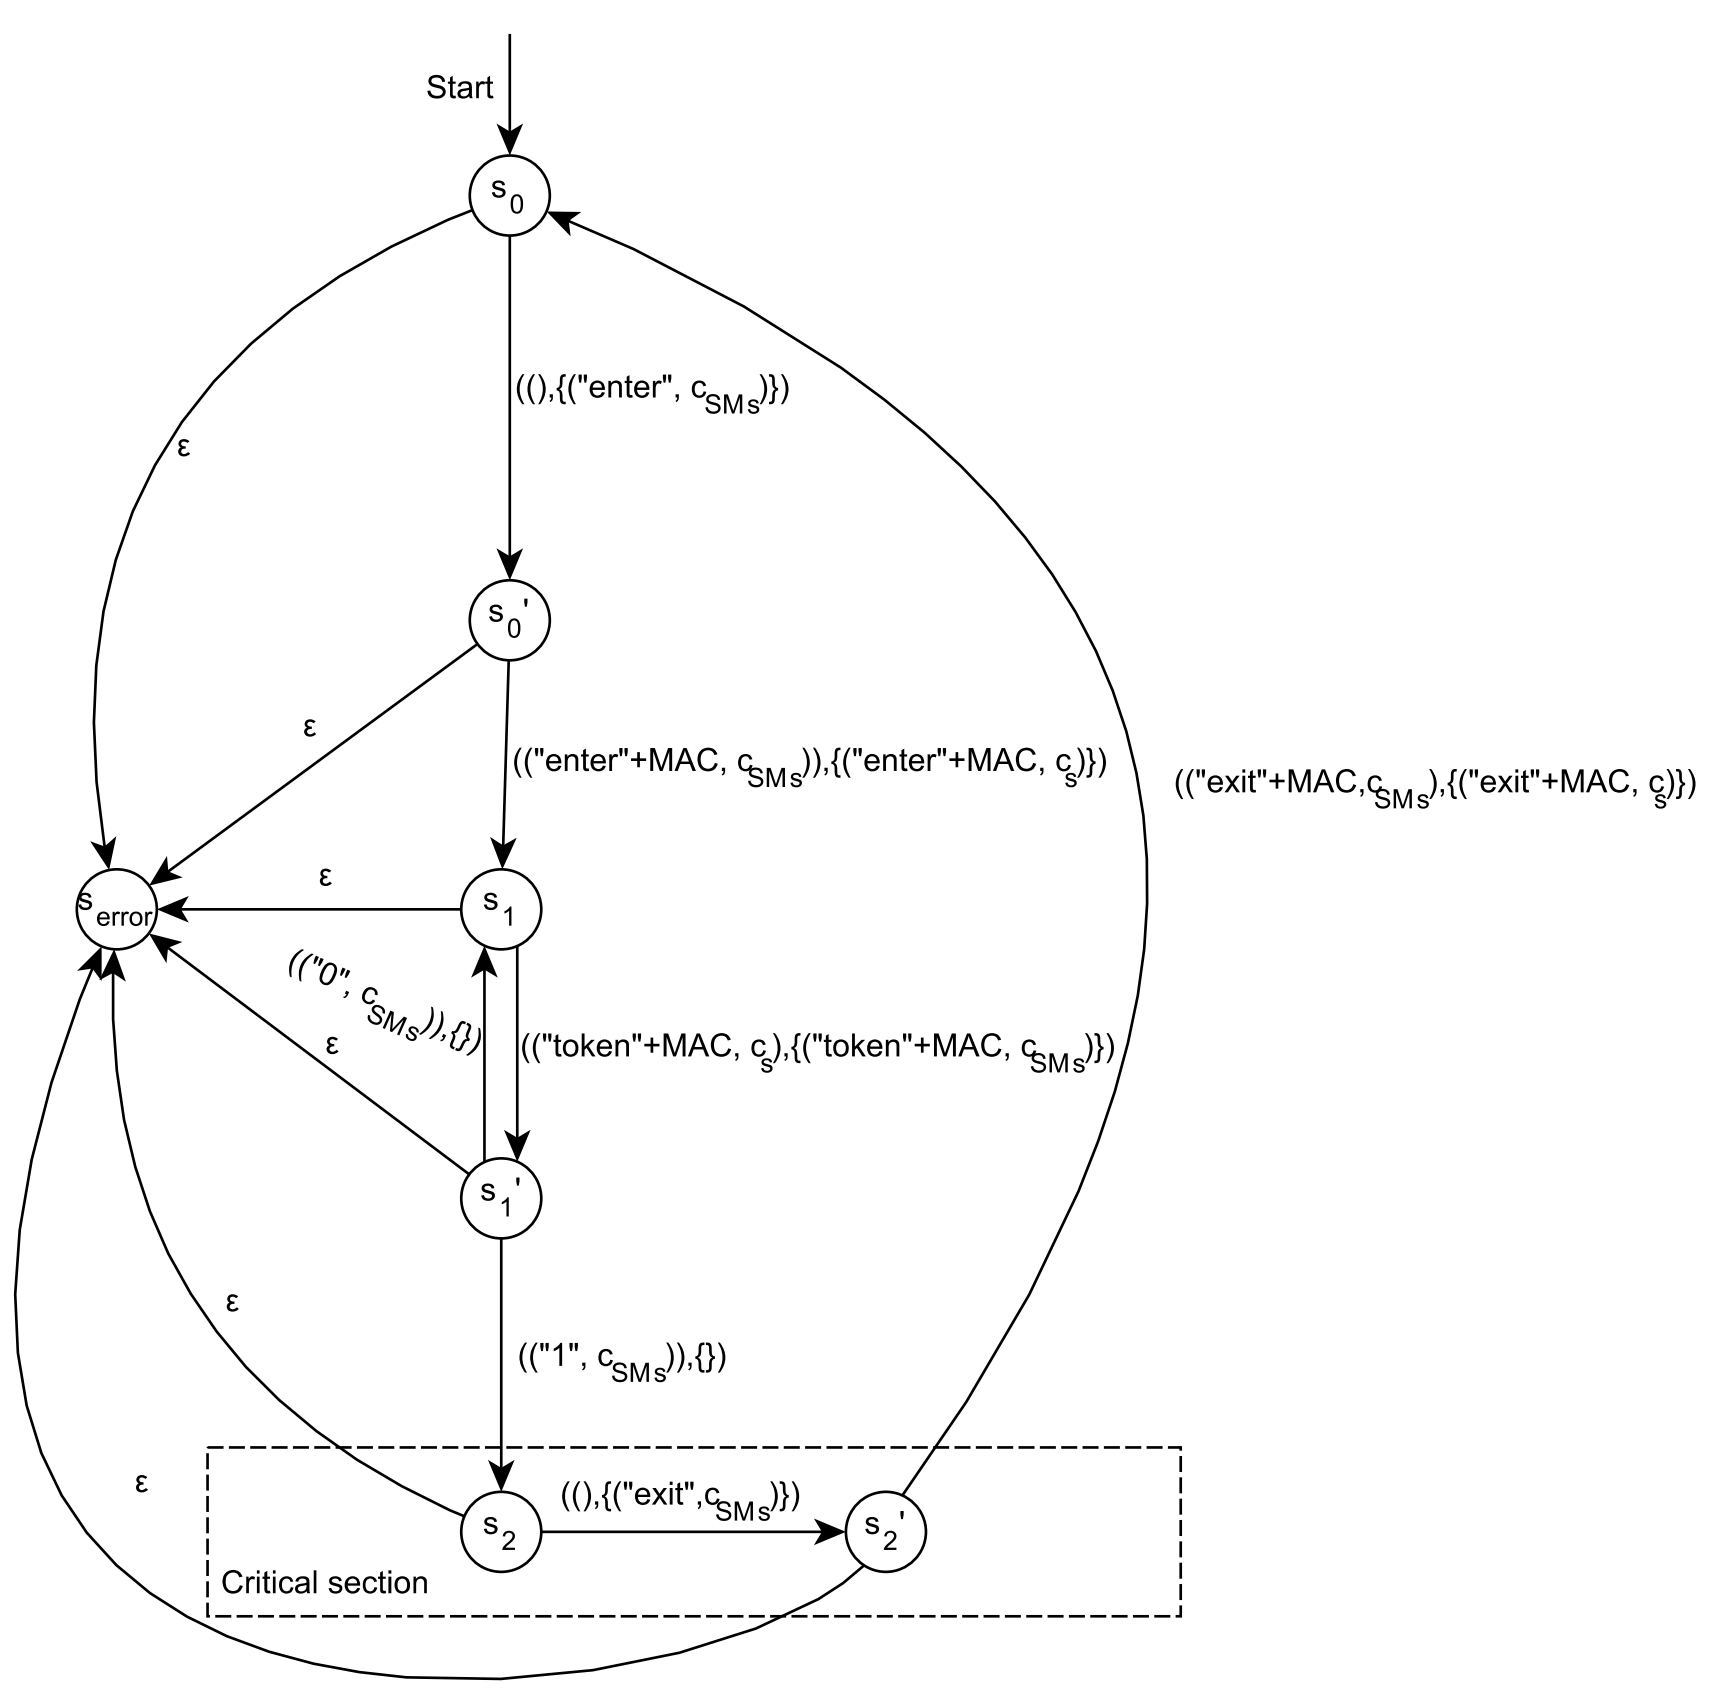 Start
s0
((),{("enter", cSMs)})
ε
s0'
ε
(("enter"+MAC, cSMs)),{("enter"+MAC, cs)})
(("exit"+MAC,cSMs),{("exit"+MAC, cs)})
ε
serror
s1
(("0", cSMs)),{})
ε
(("token"+MAC, cs),{("token"+MAC, cSMs)})
s1'
ε
(("1", cSMs)),{})
ε
((),{("exit",cSMs)})
s2
s2'
Critical section